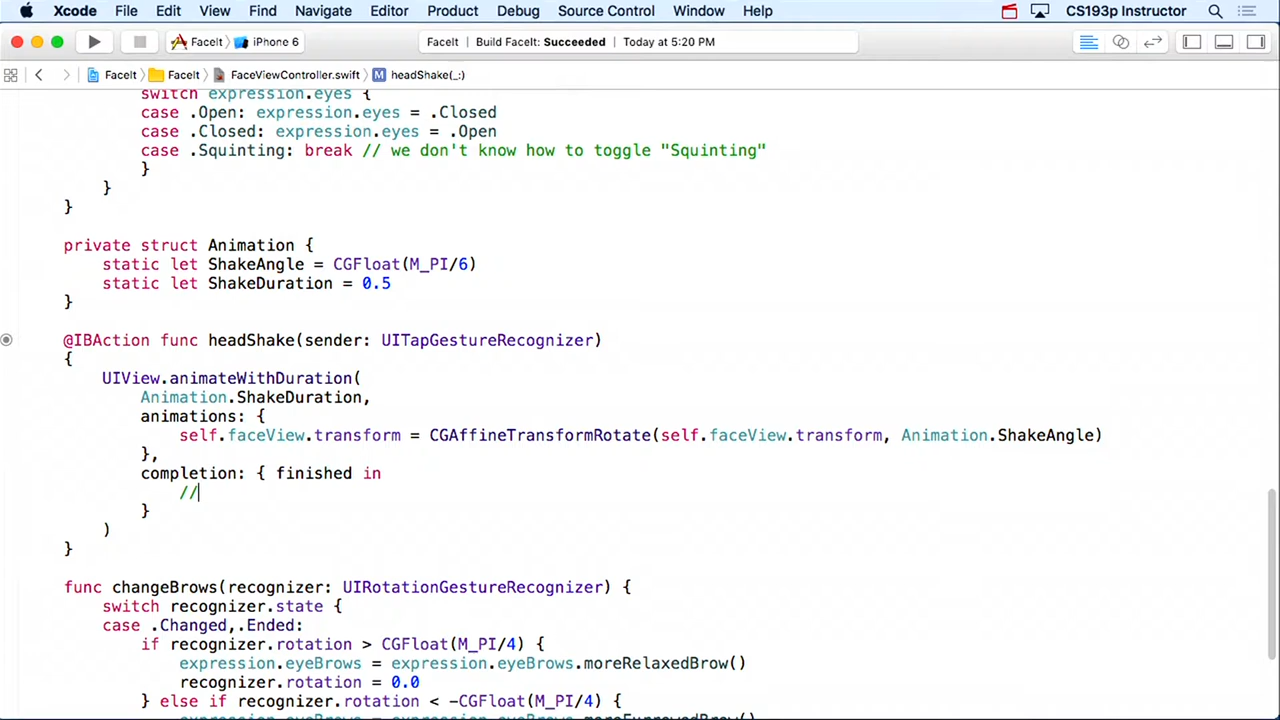 Xcode File Edit View Find Navigate Editor Product Debug Source Control Window Help CS193p Instructor
FaceIt iPhone 6 FaceIt Build FaceIt: Succeeded Today at 5:20 PM
FaceIt FaceIt FaceViewController.swift M headShake(_:)
switch expression.eyes {
case .Open: expression.eyes = .Closed
case .Closed: expression.eyes = .Open
case .Squinting: break // we don't know how to toggle "Squinting"
}
}
}
private struct Animation {
static let ShakeAngle = CGFloat(M_PI/6)
static let ShakeDuration = 0.5
}
@IBAction func headShake(sender: UITapGestureRecognizer)
{
UIView.animateWithDuration(
Animation.ShakeDuration,
animations: {
self.faceView.transform = CGAffineTransformRotate(self.faceView.transform, Animation.ShakeAngle)
},
completion: { finished in
//
}
)
}
func changeBrows(recognizer: UIRotationGestureRecognizer) {
switch recognizer.state {
case .Changed,.Ended:
if recognizer.rotation > CGFloat(M_PI/4) {
expression.eyeBrows = expression.eyeBrows.moreRelaxedBrow()
recognizer.rotation = 0.0
} else if recognizer.rotation < -CGFloat(M_PI/4) {
expression.eyeBrows = expression.eyeBrows.moreFurrowedBrow()